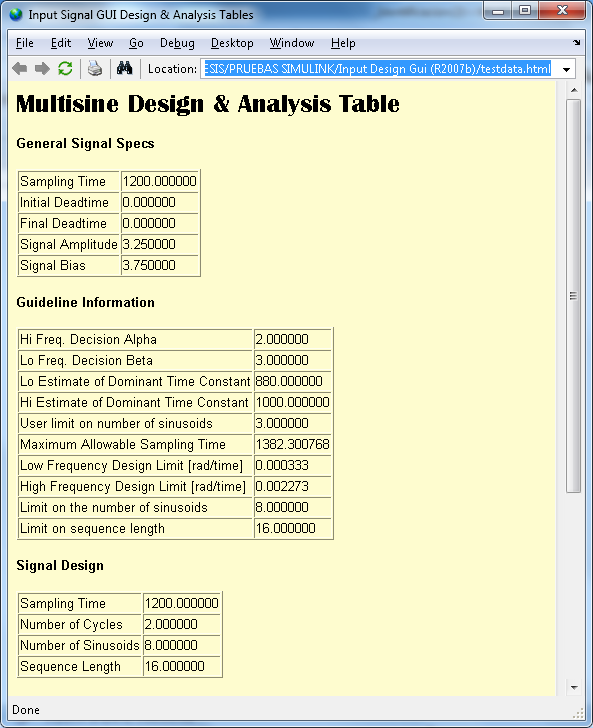 Input Signal GUI Design & Analysis Tables
File Edit View Go Debug Desktop Window Help
Location: ESIS/PRUEBAS SIMULINK/Input Design Gui (R2007b)/testdata.html
Multisine Design & Analysis Table
General Signal Specs
Sampling Time 1200.000000
Initial Deadtime 0.000000
Final Deadtime 0.000000
Signal Amplitude 3.250000
Signal Bias 3.750000
Guideline Information
Hi Freq. Decision Alpha 2.000000
Lo Freq. Decision Beta 3.000000
Lo Estimate of Dominant Time Constant 880.000000
Hi Estimate of Dominant Time Constant 1000.000000
User limit on number of sinusoids 3.000000
Maximum Allowable Sampling Time 1382.300768
Low Frequency Design Limit [rad/time] 0.000333
High Frequency Design Limit [rad/time] 0.002273
Limit on the number of sinusoids 8.000000
Limit on sequence length 16.000000
Signal Design
Sampling Time 1200.000000
Number of Cycles 2.000000
Number of Sinusoids 8.000000
Sequence Length 16.000000
Done